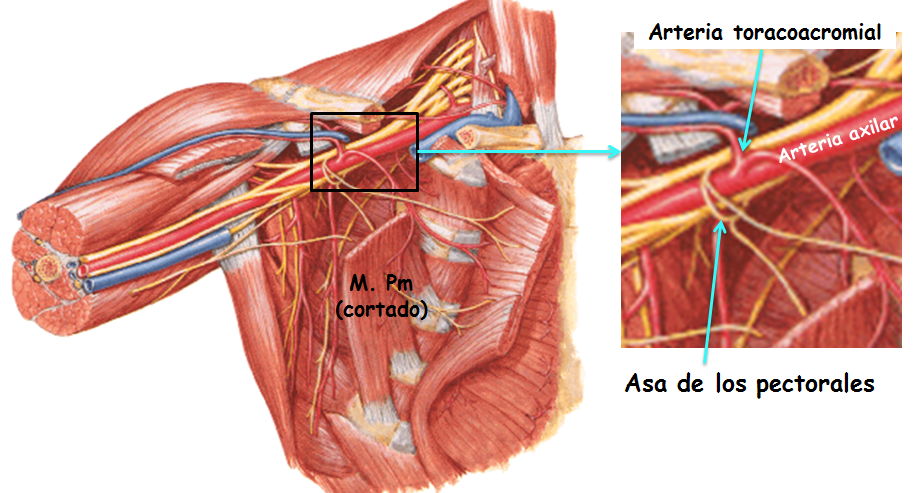 Arteria toracoacromial
Arteria axilar
M. Pm
(cortado)
Asa de los pectorales